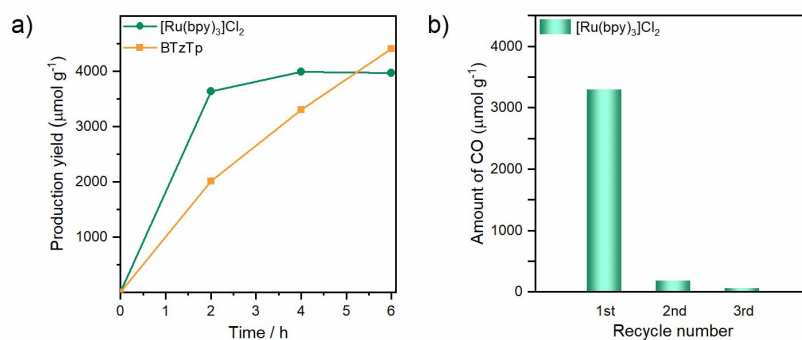 a)
[Ru(bpy)₃]Cl₂
BTzTp
Production yield (μmol g⁻¹)
4000
3000
2000
1000
0 1 2 3 4 5 6
Time / h
b)
[Ru(bpy)₃]Cl₂
Amount of CO (μmol g⁻¹)
4000
3000
2000
1000
0
1st 2nd 3rd
Recycle number